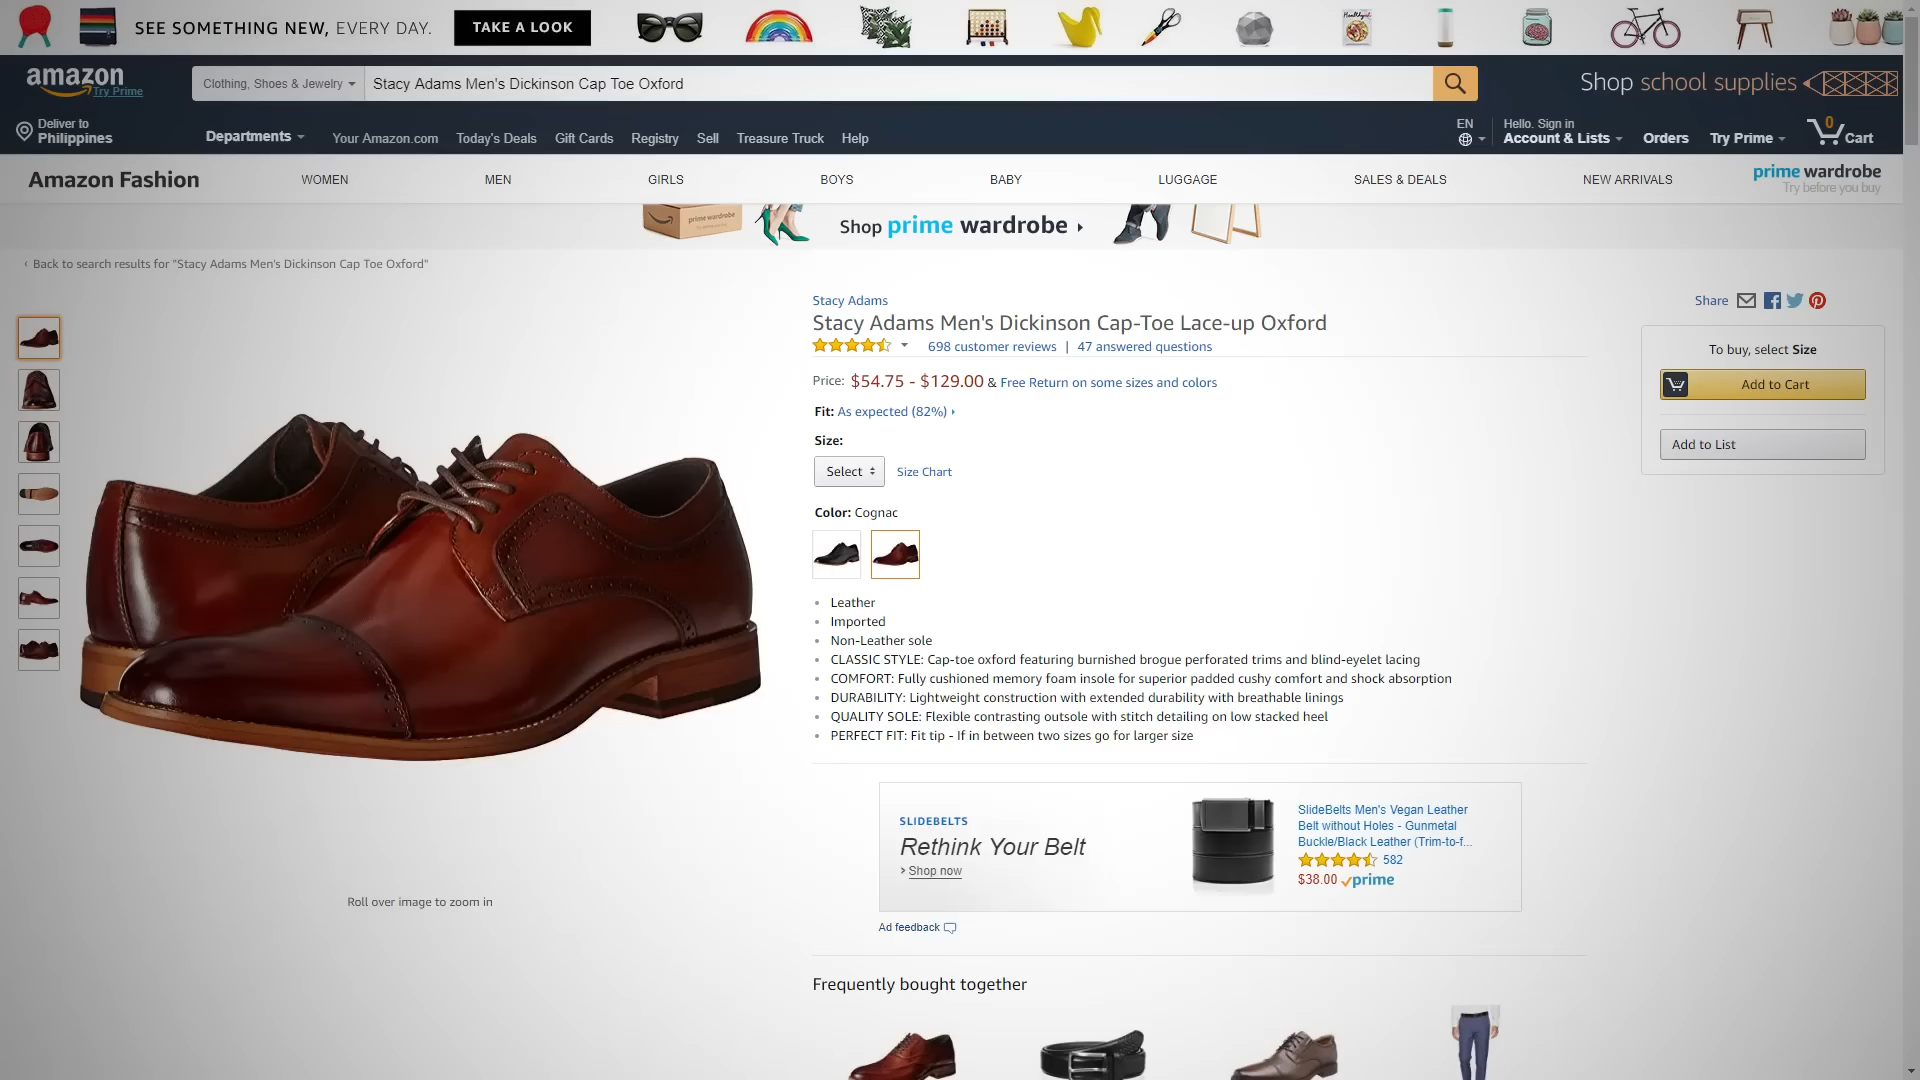 SEE SOMETHING NEW, EVERY DAY. TAKE A LOOK
Healthyish
amazon
Try Prime
Clothing, Shoes & Jewelry
Stacy Adams Men's Dickinson Cap Toe Oxford
Shop school supplies
Deliver to
Philippines
Departments
Your Amazon.com Today's Deals Gift Cards Registry Sell Treasure Truck Help
EN
Hello. Sign in
Account & Lists
Orders
Try Prime
0
Cart
Amazon Fashion
WOMEN MEN GIRLS BOYS BABY LUGGAGE SALES & DEALS NEW ARRIVALS
prime wardrobe
Try before you buy
prime wardrobe
Shop prime wardrobe
‹ Back to search results for "Stacy Adams Men's Dickinson Cap Toe Oxford"
Stacy Adams
Stacy Adams Men's Dickinson Cap-Toe Lace-up Oxford
698 customer reviews | 47 answered questions
Price: $54.75 - $129.00 & Free Return on some sizes and colors
Fit: As expected (82%)
Size:
Select Size Chart
Color: Cognac
• Leather
• Imported
• Non-Leather sole
• CLASSIC STYLE: Cap-toe oxford featuring burnished brogue perforated trims and blind-eyelet lacing
• COMFORT: Fully cushioned memory foam insole for superior padded cushy comfort and shock absorption
• DURABILITY: Lightweight construction with extended durability with breathable linings
• QUALITY SOLE: Flexible contrasting outsole with stitch detailing on low stacked heel
• PERFECT FIT: Fit tip - If in between two sizes go for larger size
Share
To buy, select Size
Add to Cart
Add to List
Roll over image to zoom in
SLIDEBELTS
Rethink Your Belt
› Shop now
SlideBelts Men's Vegan Leather
Belt without Holes - Gunmetal
Buckle/Black Leather (Trim-to-f...
582
$38.00 prime
Ad feedback
Frequently bought together